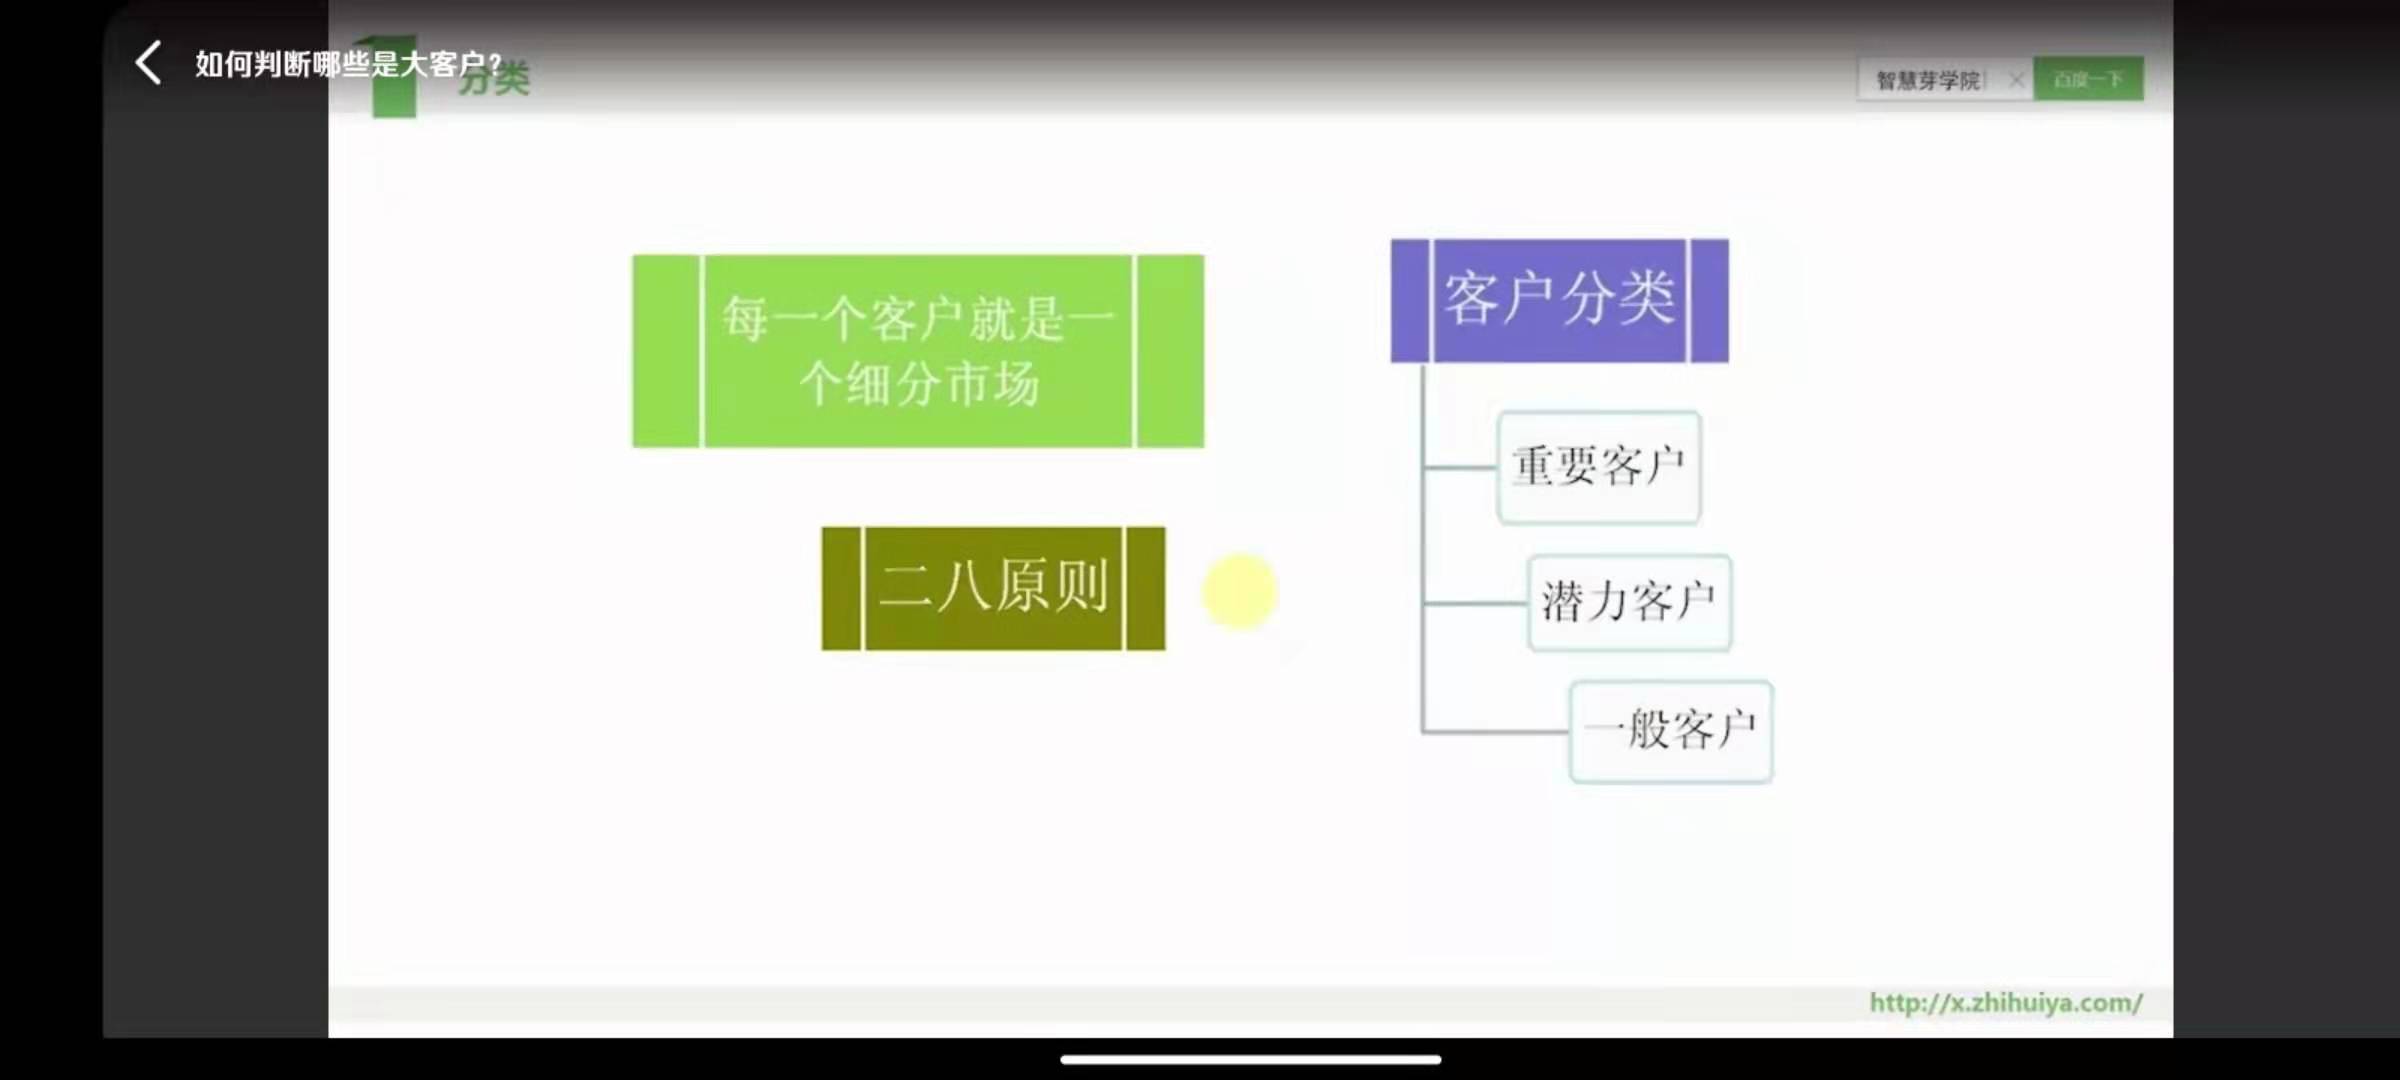 如何判断哪些是大客户?
1 分类
智慧芽学院
百度一下
每一个客户就是一
个细分市场
二八原则
客户分类
重要客户
潜力客户
一般客户
http://x.zhihuiya.com/